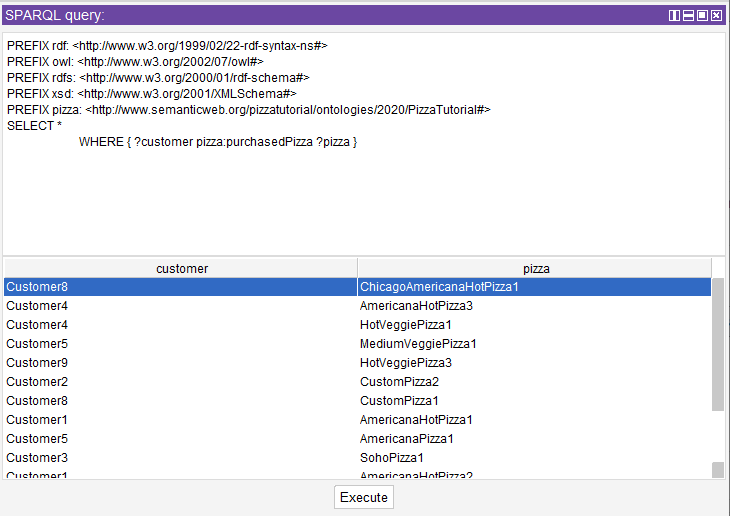 SPARQL query:
PREFIX rdf: <http://www.w3.org/1999/02/22-rdf-syntax-ns#>
PREFIX owl: <http://www.w3.org/2002/07/owl#>
PREFIX rdfs: <http://www.w3.org/2000/01/rdf-schema#>
PREFIX xsd: <http://www.w3.org/2001/XMLSchema#>
PREFIX pizza: <http://www.semanticweb.org/pizzatutorial/ontologies/2020/PizzaTutorial#>
SELECT *
WHERE { ?customer pizza:purchasedPizza ?pizza }
customer pizza
Customer8 ChicagoAmericanaHotPizza1
Customer4 AmericanaHotPizza3
Customer4 HotVeggiePizza1
Customer5 MediumVeggiePizza1
Customer9 HotVeggiePizza3
Customer2 CustomPizza2
Customer8 CustomPizza1
Customer1 AmericanaHotPizza1
Customer5 AmericanaPizza1
Customer3 SohoPizza1
Customer1 AmericanaHotPizza2
Execute